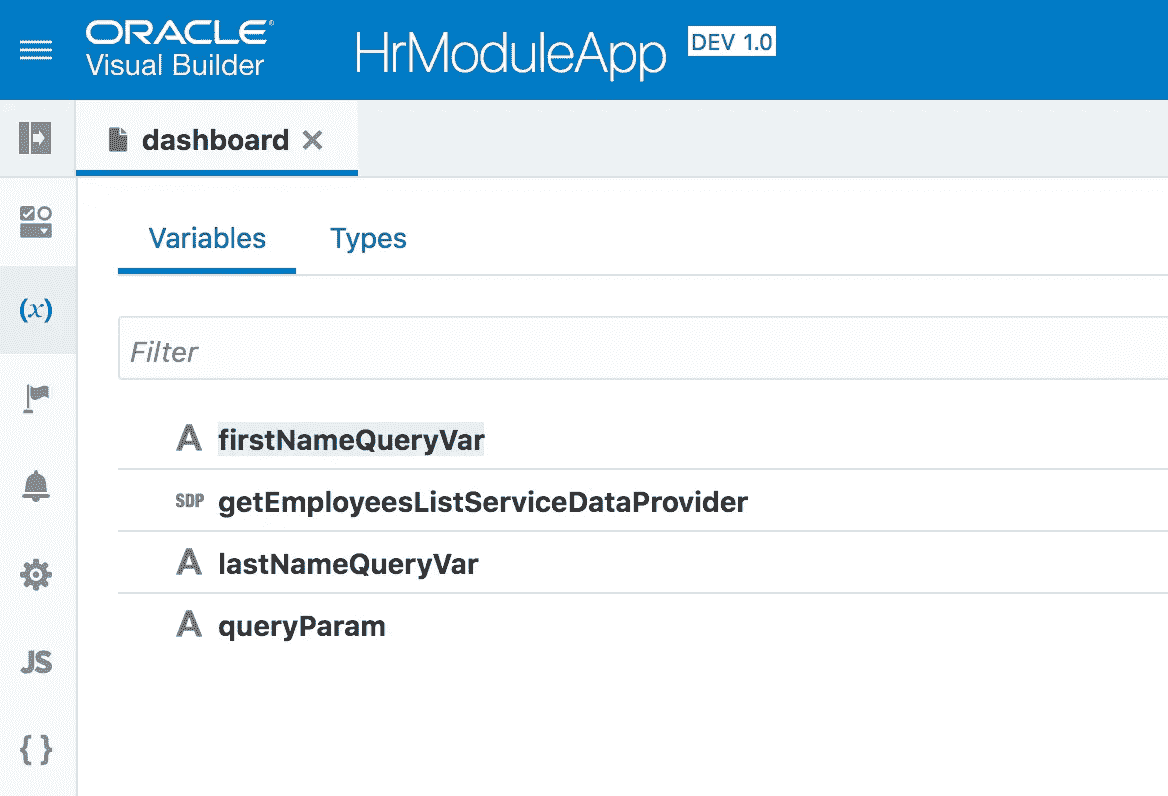 ORACLE®
Visual Builder
HrModuleApp
DEV 1.0
dashboard
Variables
Types
(x)
Filter
A firstNameQueryVar
SDP getEmployeesListServiceDataProvider
A lastNameQueryVar
A queryParam
JS
{ }